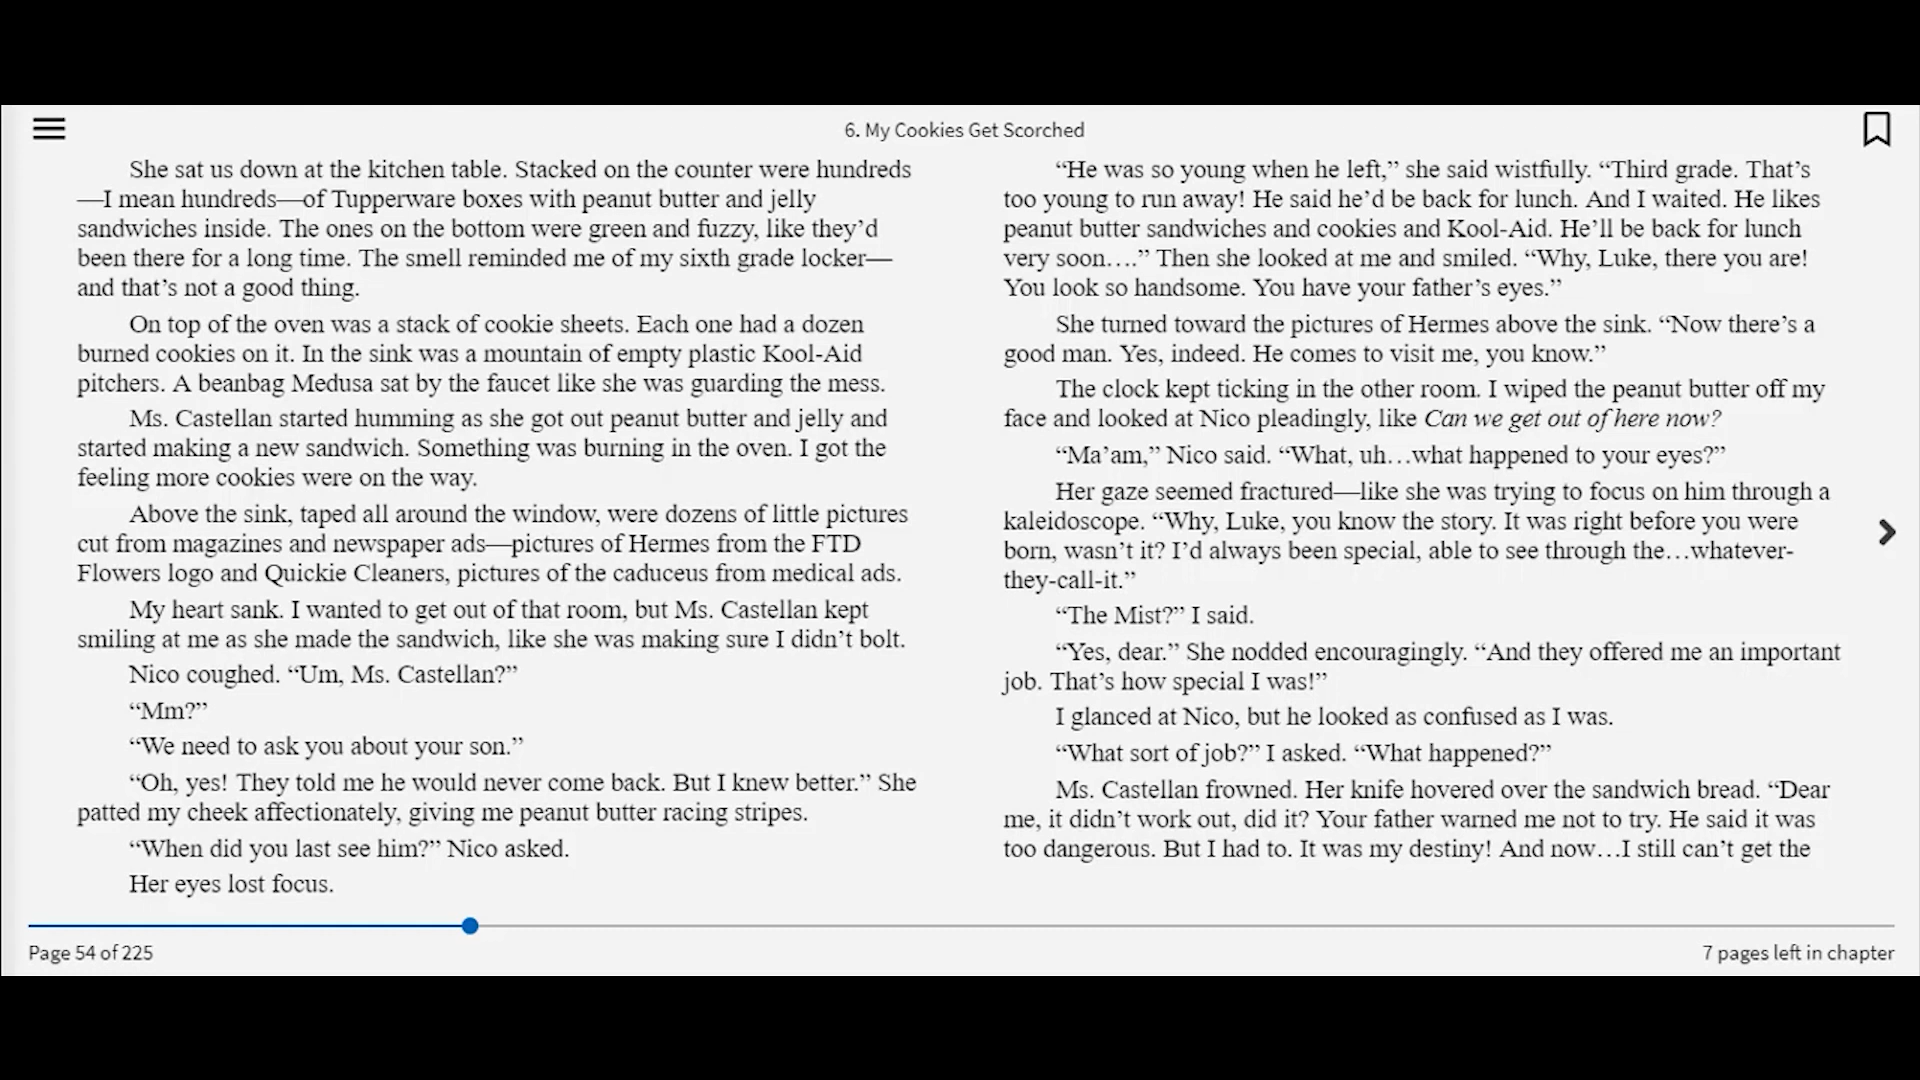 6. My Cookies Get Scorched
She sat us down at the kitchen table. Stacked on the counter were hundreds
—I mean hundreds—of Tupperware boxes with peanut butter and jelly
sandwiches inside. The ones on the bottom were green and fuzzy, like they’d
been there for a long time. The smell reminded me of my sixth grade locker—
and that’s not a good thing.
On top of the oven was a stack of cookie sheets. Each one had a dozen
burned cookies on it. In the sink was a mountain of empty plastic Kool-Aid
pitchers. A beanbag Medusa sat by the faucet like she was guarding the mess.
Ms. Castellan started humming as she got out peanut butter and jelly and
started making a new sandwich. Something was burning in the oven. I got the
feeling more cookies were on the way.
Above the sink, taped all around the window, were dozens of little pictures
cut from magazines and newspaper ads—pictures of Hermes from the FTD
Flowers logo and Quickie Cleaners, pictures of the caduceus from medical ads.
My heart sank. I wanted to get out of that room, but Ms. Castellan kept
smiling at me as she made the sandwich, like she was making sure I didn’t bolt.
Nico coughed. “Um, Ms. Castellan?”
“Mm?”
“We need to ask you about your son.”
“Oh, yes! They told me he would never come back. But I knew better.” She
patted my cheek affectionately, giving me peanut butter racing stripes.
“When did you last see him?” Nico asked.
Her eyes lost focus.
“He was so young when he left,” she said wistfully. “Third grade. That’s
too young to run away! He said he’d be back for lunch. And I waited. He likes
peanut butter sandwiches and cookies and Kool-Aid. He’ll be back for lunch
very soon….” Then she looked at me and smiled. “Why, Luke, there you are!
You look so handsome. You have your father’s eyes.”
She turned toward the pictures of Hermes above the sink. “Now there’s a
good man. Yes, indeed. He comes to visit me, you know.”
The clock kept ticking in the other room. I wiped the peanut butter off my
face and looked at Nico pleadingly, like Can we get out of here now?
“Ma’am,” Nico said. “What, uh…what happened to your eyes?”
Her gaze seemed fractured—like she was trying to focus on him through a
kaleidoscope. “Why, Luke, you know the story. It was right before you were
born, wasn’t it? I’d always been special, able to see through the…whatever-
they-call-it.”
“The Mist?” I said.
“Yes, dear.” She nodded encouragingly. “And they offered me an important
job. That’s how special I was!”
I glanced at Nico, but he looked as confused as I was.
“What sort of job?” I asked. “What happened?”
Ms. Castellan frowned. Her knife hovered over the sandwich bread. “Dear
me, it didn’t work out, did it? Your father warned me not to try. He said it was
too dangerous. But I had to. It was my destiny! And now…I still can’t get the
Page 54 of 225
7 pages left in chapter